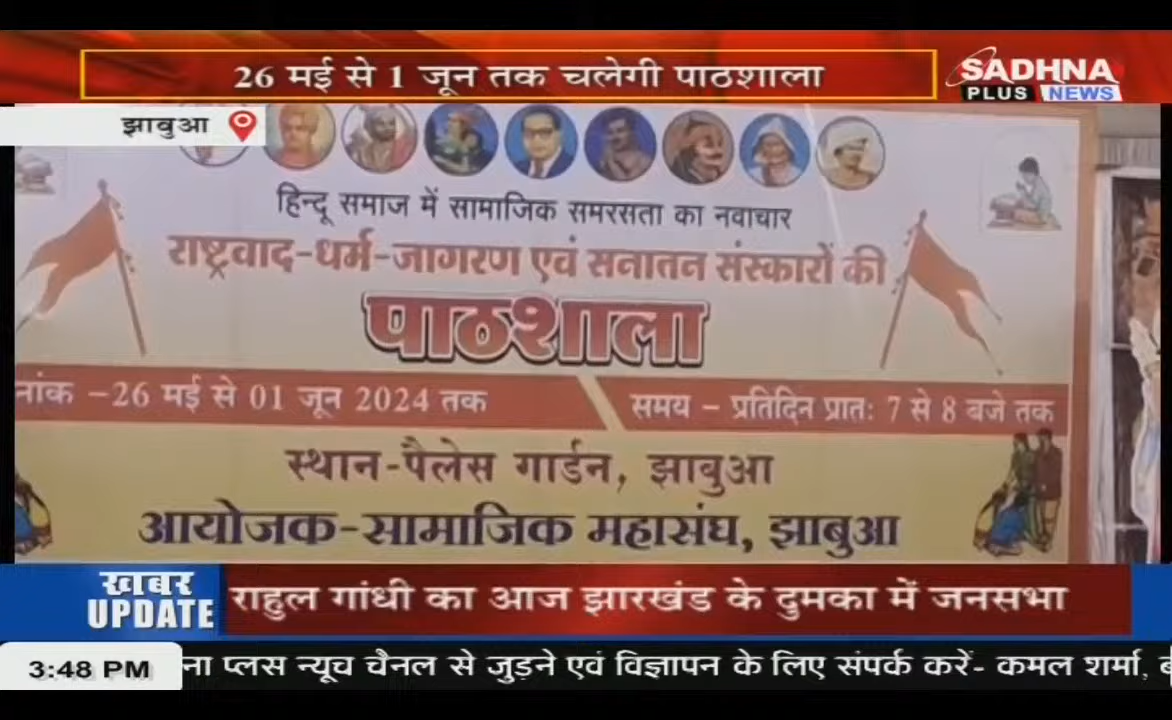 26 मई से 1 जून तक चलेगी पाठशाला
SADHNA
PLUS NEWS
झाबुआ
हिन्दू समाज में सामाजिक समरसता का नवाचार
राष्ट्रवाद-धर्म-जागरण एवं सनातन संस्कारों की
पाठशाला
नांक -26 मई से 01 जून 2024 तक
समय - प्रतिदिन प्रातः 7 से 8 बजे तक
स्थान-पैलेस गार्डन, झाबुआ
आयोजक-सामाजिक महासंघ, झाबुआ
खबर
UPDATE
राहुल गांधी का आज झारखंड के दुमका में जनसभा
3:48 PM
ना प्लस न्यूच चैनल से जुड़ने एवं विज्ञापन के लिए संपर्क करें- कमल शर्मा,